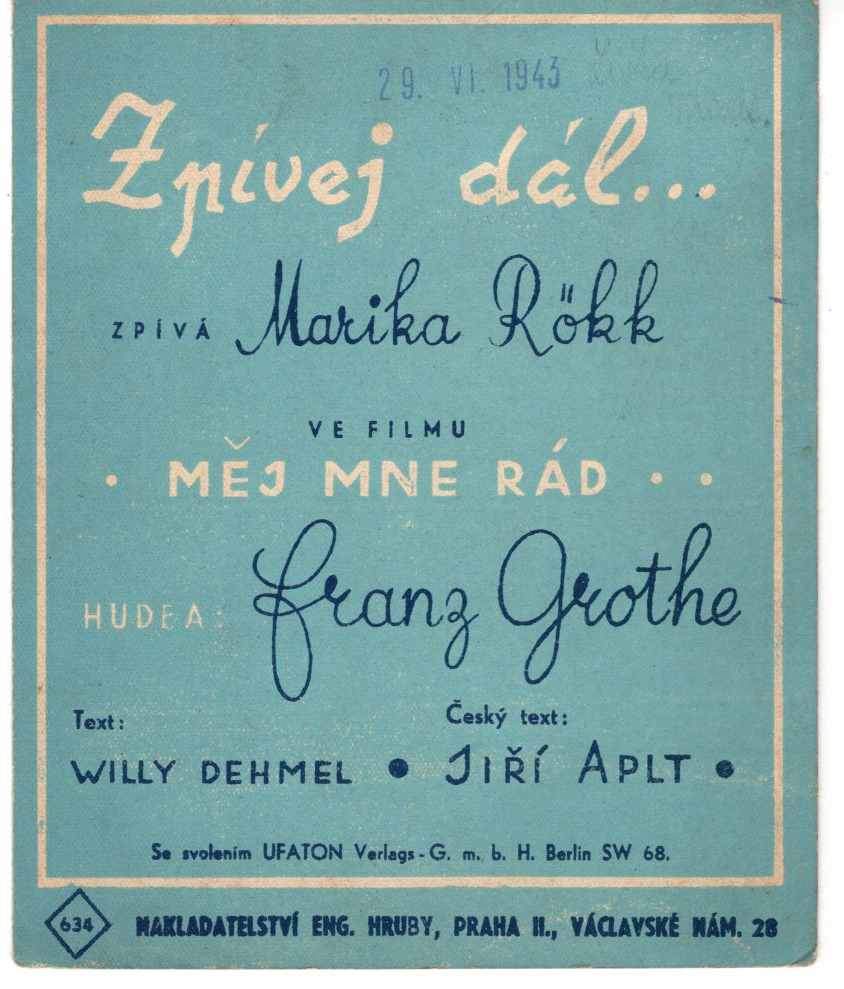 29. VI. 1943
Zpívej dál...
ZPÍVÁ Marika Rökk
VE FILMU
· MĚJ MNE RÁD · ·
HUDBA: Franz Grothe
Text: Český text:
WILLY DEHMEL • JIŘÍ APLT •
Se svolením UFATON Verlags-G. m. b. H. Berlin SW 68.
634 NAKLADATELSTVÍ ENG. HRUBY, PRAHA II., VÁCLAVSKÉ NÁM. 28